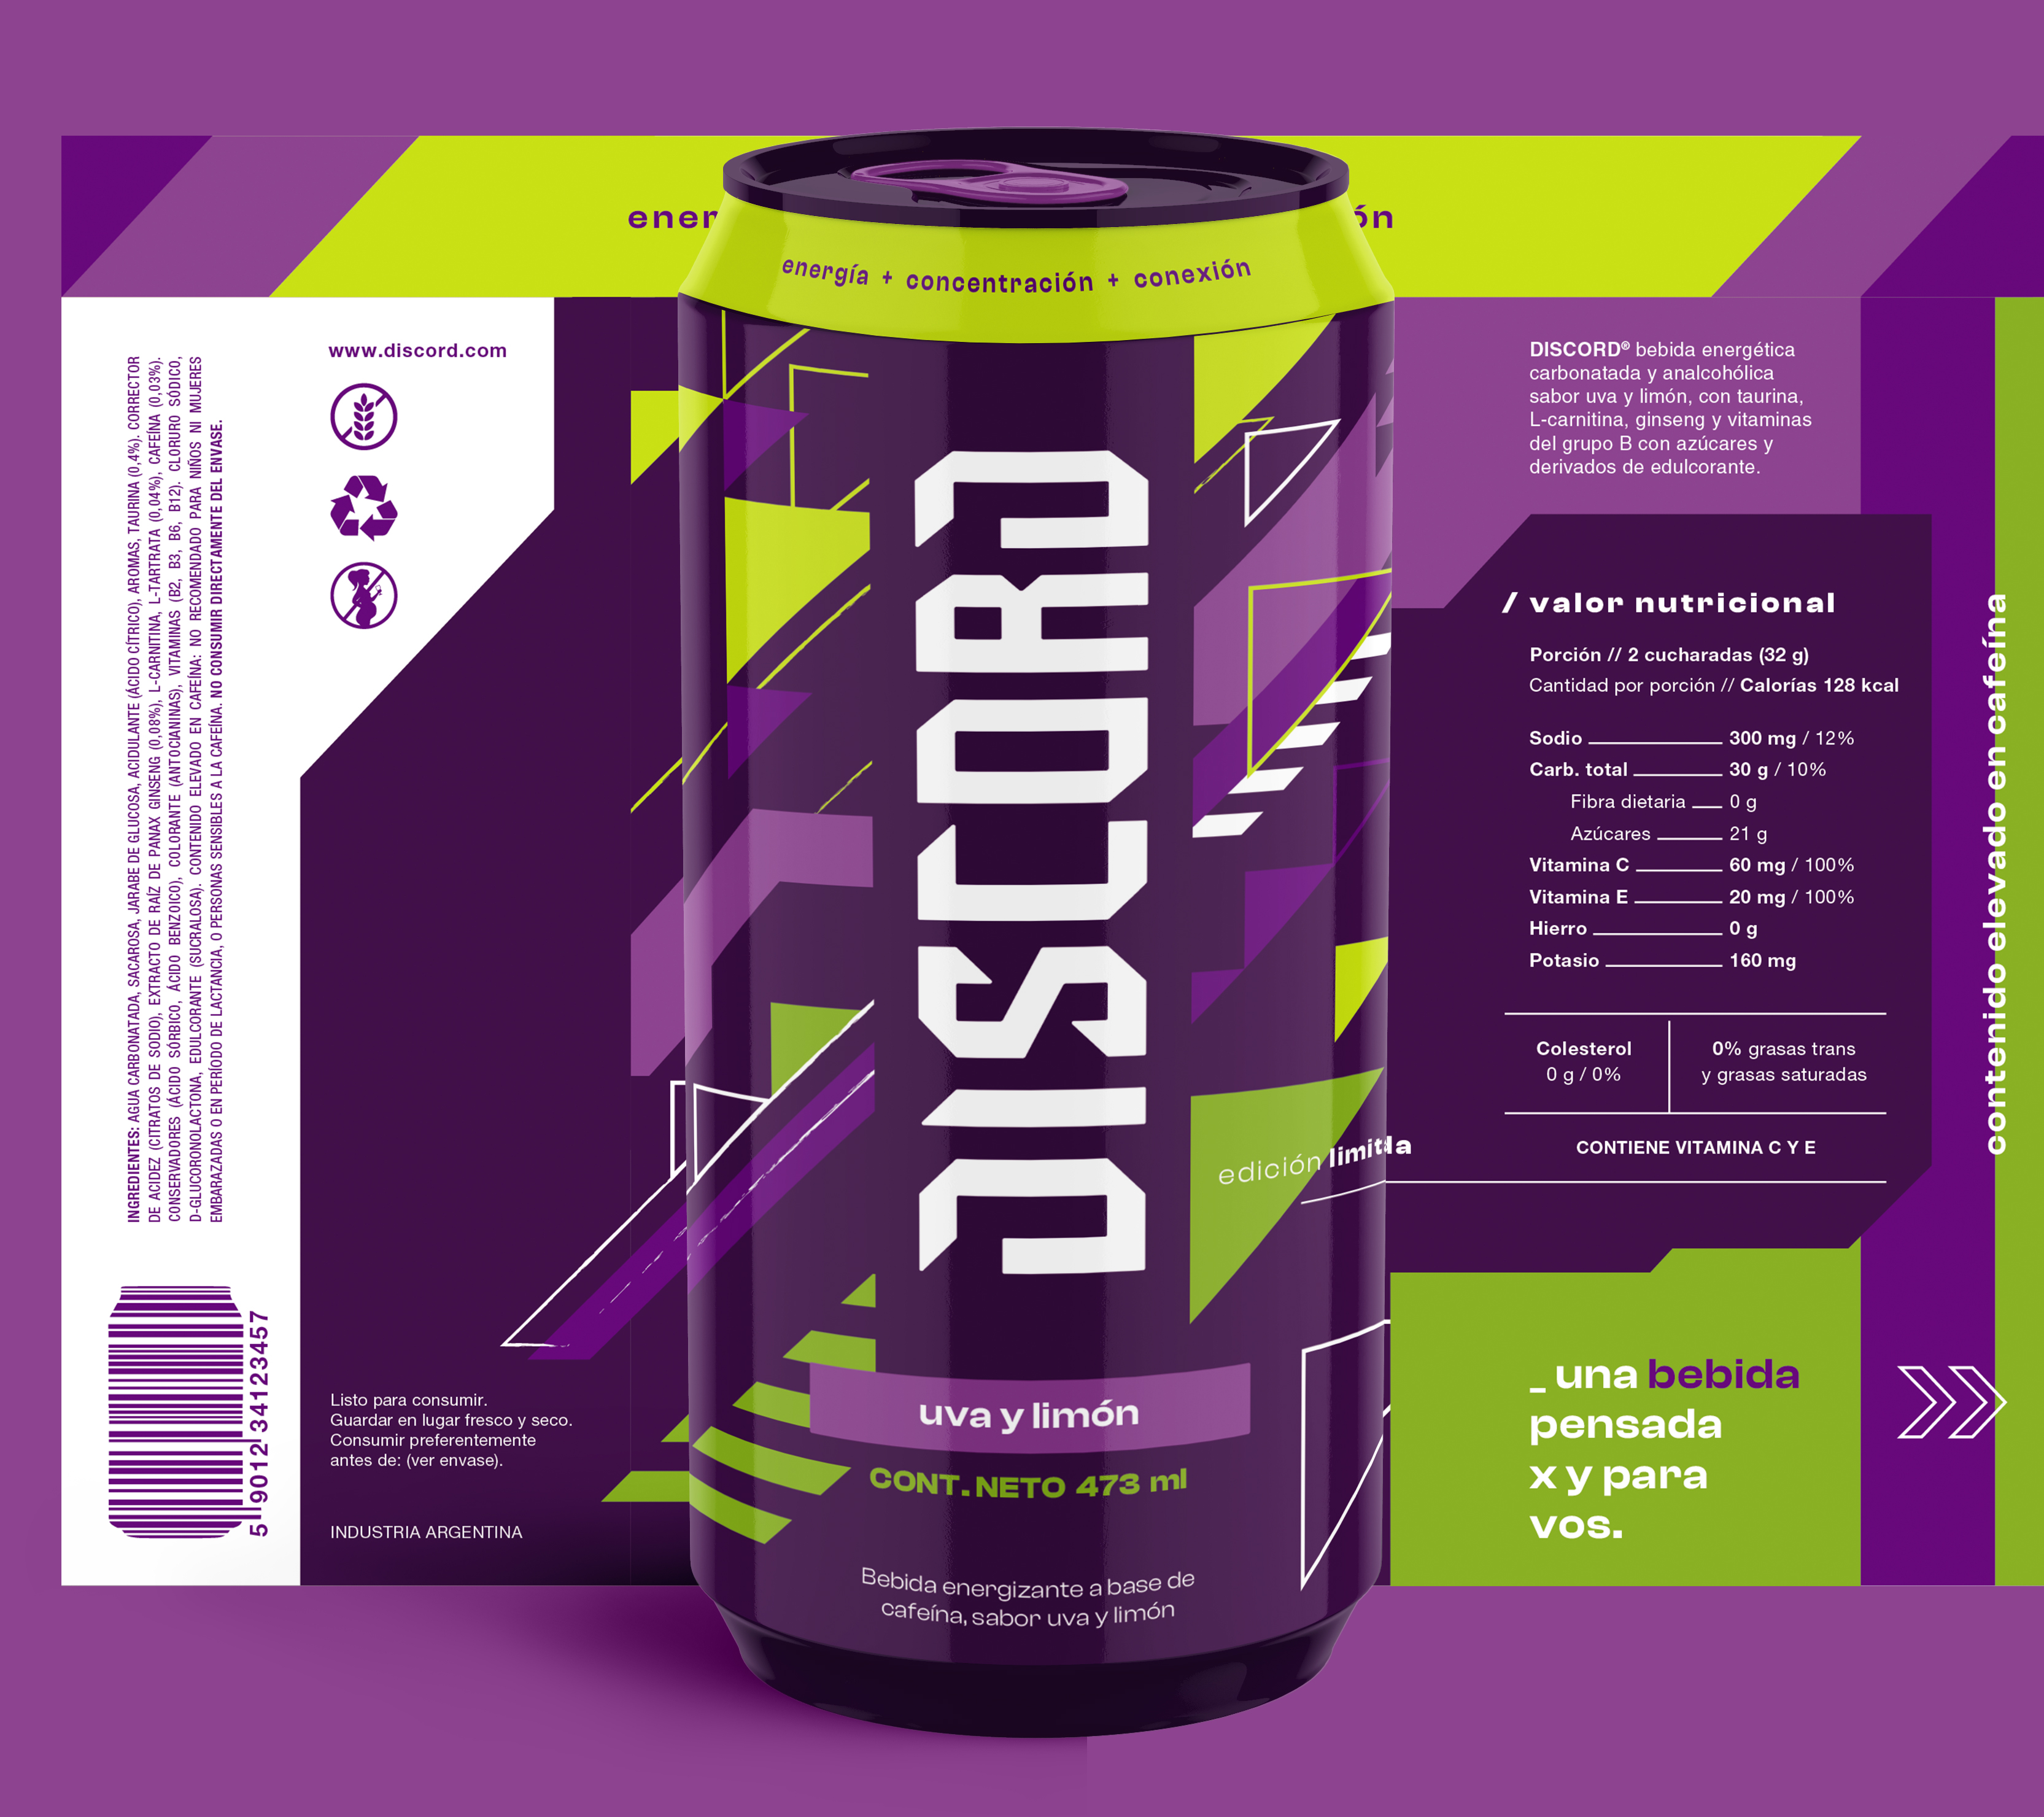 ener
ón
energía + concentración + conexión
INGREDIENTES: AGUA CARBONATADA, SACAROSA, JARABE DE GLUCOSA, ACIDULANTE (ÁCIDO CÍTRICO), AROMAS, TAURINA (0,4%). CORRECTOR
DE ACIDEZ (CITRATOS DE SODIO), EXTRACTO DE RAÍZ DE PANAX GINSENG (0,08%), L-CARNITINA, L-TARTRATA (0,04%), CAFEÍNA (0,03%).
CONSERVADORES (ÁCIDO SÓRBICO, ÁCIDO BENZOICO), COLORANTE (ANTOCIANINAS), VITAMINAS (B2, B3, B6, B12). CLORURO SÓDICO,
D-GLUCORONOLACTONA, EDULCORANTE (SUCRALOSA). CONTENIDO ELEVADO EN CAFEÍNA: NO RECOMENDADO PARA NIÑOS NI MUJERES
EMBARAZADAS O EN PERÍODO DE LACTANCIA, O PERSONAS SENSIBLES A LA CAFEÍNA. NO CONSUMIR DIRECTAMENTE DEL ENVASE.
5 9012 34123457
www.discord.com
Listo para consumir.
Guardar en lugar fresco y seco.
Consumir preferentemente
antes de: (ver envase).
INDUSTRIA ARGENTINA
DISCORD
edición limit
da
uva y limón
CONT. NETO 473 ml
Bebida energizante a base de
cafeína, sabor uva y limón
DISCORD® bebida energética
carbonatada y analcohólica
sabor uva y limón, con taurina,
L-carnitina, ginseng y vitaminas
del grupo B con azúcares y
derivados de edulcorante.
/ valor nutricional
Porción // 2 cucharadas (32 g)
Cantidad por porción // Calorías 128 kcal
Sodio 300 mg / 12%
Carb. total 30 g / 10%
Fibra dietaria 0 g
Azúcares 21 g
Vitamina C 60 mg / 100%
Vitamina E 20 mg / 100%
Hierro 0 g
Potasio 160 mg
Colesterol
0 g / 0%
0% grasas trans
y grasas saturadas
CONTIENE VITAMINA C Y E
_ una bebida
pensada
x y para
vos.
contenido elevado en cafeína